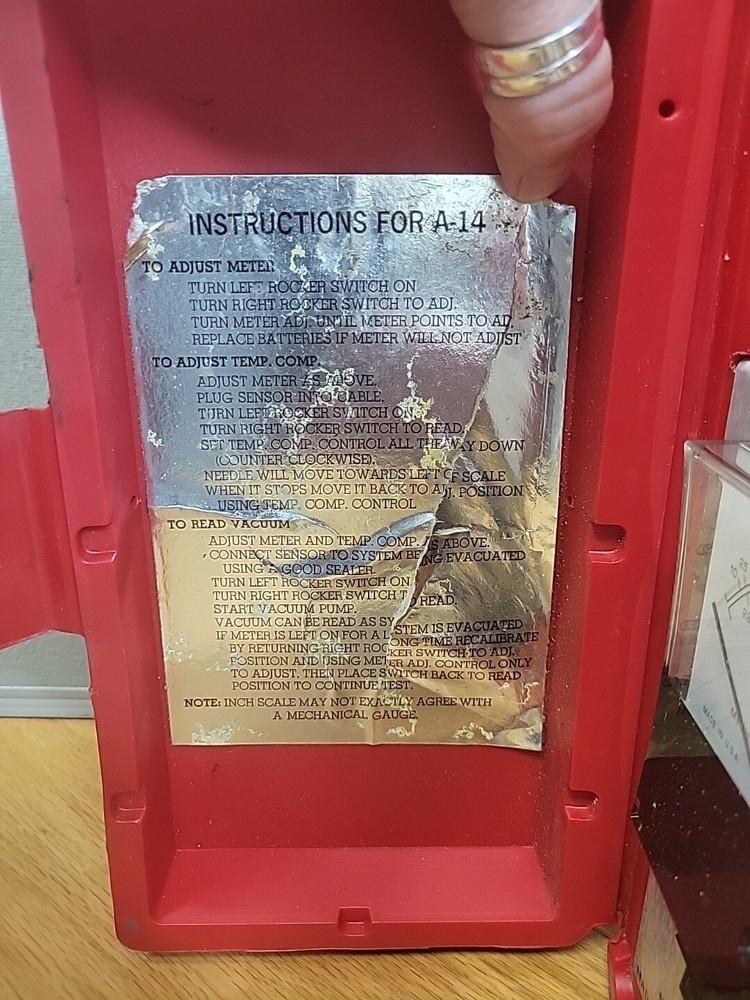 INSTRUCTIONS FOR A-14
TO ADJUST METER
TURN LEFT ROCKER SWITCH ON
TURN RIGHT ROCKER SWITCH TO ADJ.
TURN METER ADJ. UNTIL METER POINTS TO AD.
REPLACE BATTERIES IF METER WILL NOT ADJUST
TO ADJUST TEMP. COMP.
ADJUST METER AS ABOVE.
PLUG SENSOR INTO CABLE.
TURN LEFT ROCKER SWITCH ON
TURN RIGHT ROCKER SWITCH TO READ.
SET TEMP. COMP. CONTROL ALL THE WAY DOWN
(COUNTER CLOCKWISE).
NEEDLE WILL MOVE TOWARDS LEFT OF SCALE
WHEN IT STOPS MOVE IT BACK TO ADJ. POSITION
USING TEMP. COMP. CONTROL
TO READ VACUUM
ADJUST METER AND TEMP. COMP. AS ABOVE.
CONNECT SENSOR TO SYSTEM BEING EVACUATED
USING A GOOD SEALER.
TURN LEFT ROCKER SWITCH ON
TURN RIGHT ROCKER SWITCH TO READ.
START VACUUM PUMP.
VACUUM CAN BE READ AS SYSTEM IS EVACUATED
IF METER IS LEFT ON FOR A LONG TIME RECALIBRATE
BY RETURNING RIGHT ROCKER SWITCH TO ADJ.
POSITION AND USING METER ADJ. CONTROL ONLY
TO ADJUST. THEN PLACE SWITCH BACK TO READ
POSITION TO CONTINUE TEST.
NOTE: INCH SCALE MAY NOT EXACTLY AGREE WITH
A MECHANICAL GAUGE.
MADE IN U.S.A.